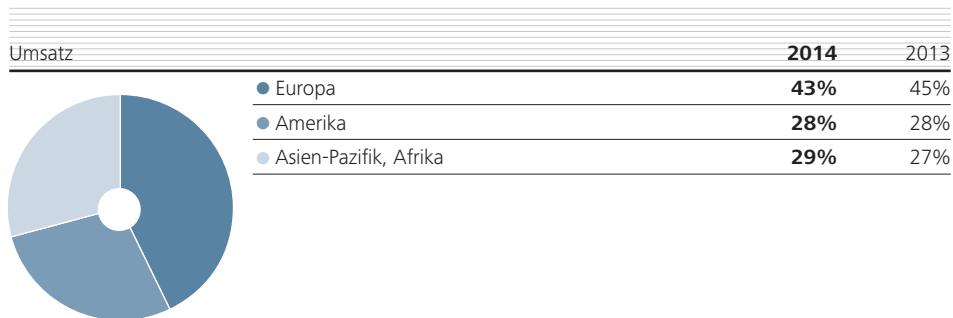 Umsatz 2014 2013
Europa 43% 45%
Amerika 28% 28%
Asien-Pazifik, Afrika 29% 27%